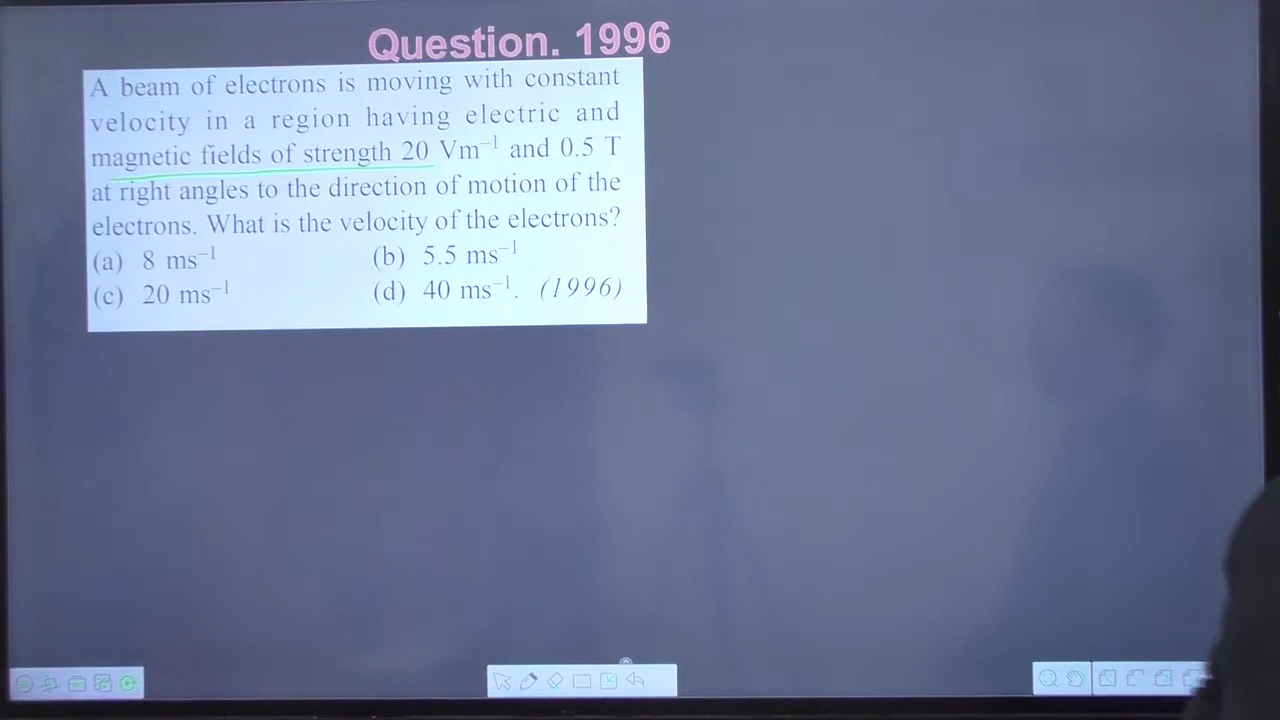 Question. 1996
A beam of electrons is moving with constant
velocity in a region having electric and
magnetic fields of strength 20 Vm⁻¹ and 0.5 T
at right angles to the direction of motion of the
electrons. What is the velocity of the electrons?
(a) 8 ms⁻¹ (b) 5.5 ms⁻¹
(c) 20 ms⁻¹ (d) 40 ms⁻¹. (1996)